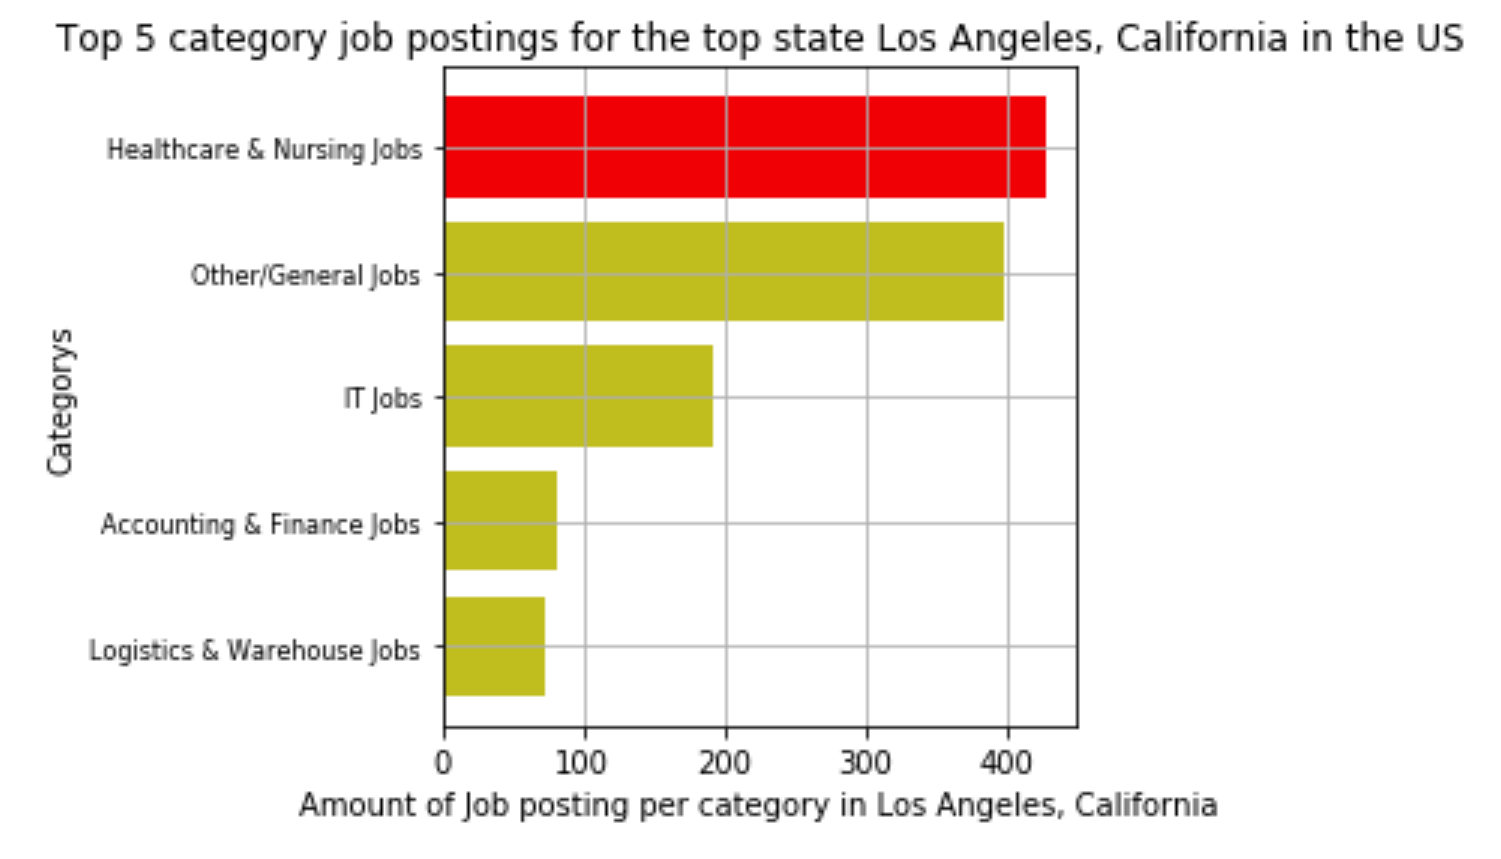 Top 5 category job postings for the top state Los Angeles, California in the US
Healthcare & Nursing Jobs
Other/General Jobs
IT Jobs
Accounting & Finance Jobs
Logistics & Warehouse Jobs
Categorys
0 100 200 300 400
Amount of Job posting per category in Los Angeles, California